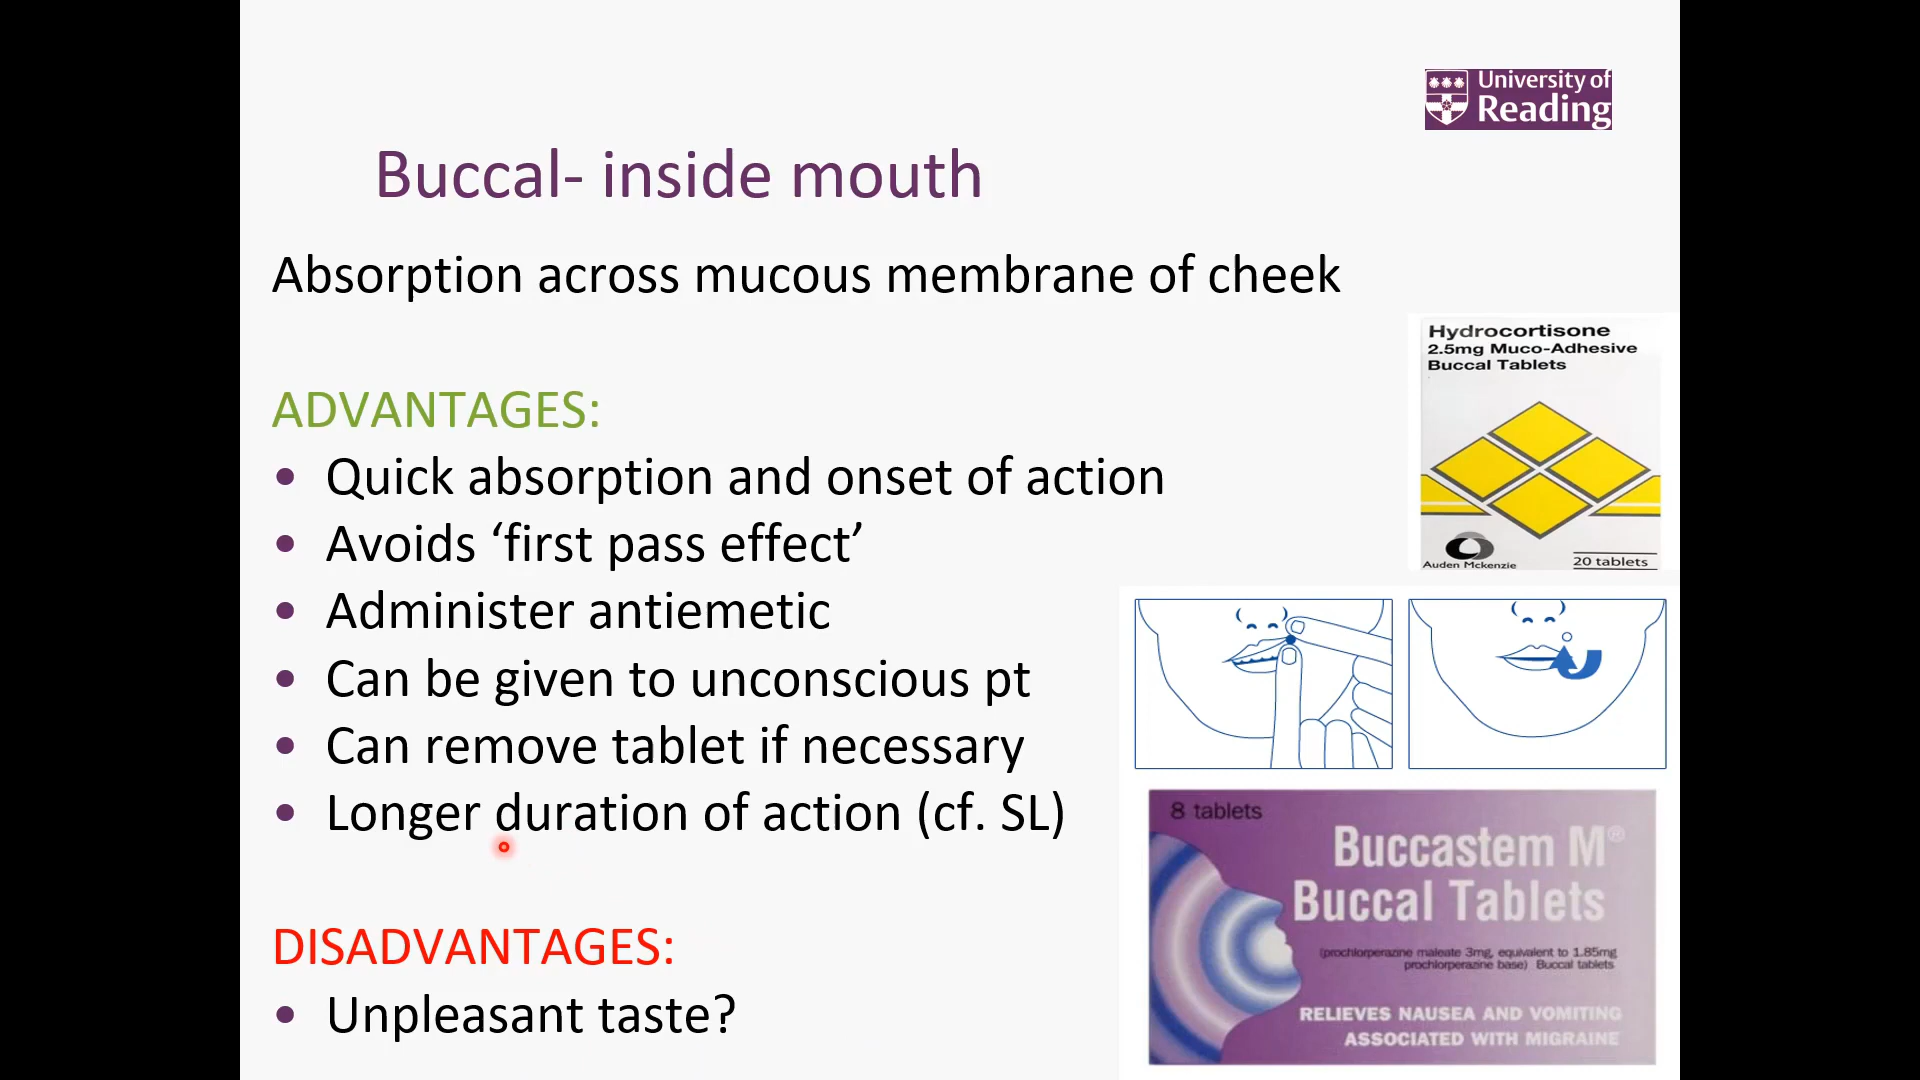 University of
Reading
Buccal- inside mouth
Absorption across mucous membrane of cheek
ADVANTAGES:
• Quick absorption and onset of action
• Avoids ‘first pass effect’
• Administer antiemetic
• Can be given to unconscious pt
• Can remove tablet if necessary
• Longer duration of action (cf. SL)
DISADVANTAGES:
• Unpleasant taste?
Hydrocortisone
2.5mg Muco-Adhesive
Buccal Tablets
Auden Mckenzie
20 tablets
8 tablets
Buccastem M®
Buccal Tablets
(prochlorperazine maleate 3mg, equivalent to 1.85mg
prochlorperazine base) Buccal tablets
RELIEVES NAUSEA AND VOMITING
ASSOCIATED WITH MIGRAINE